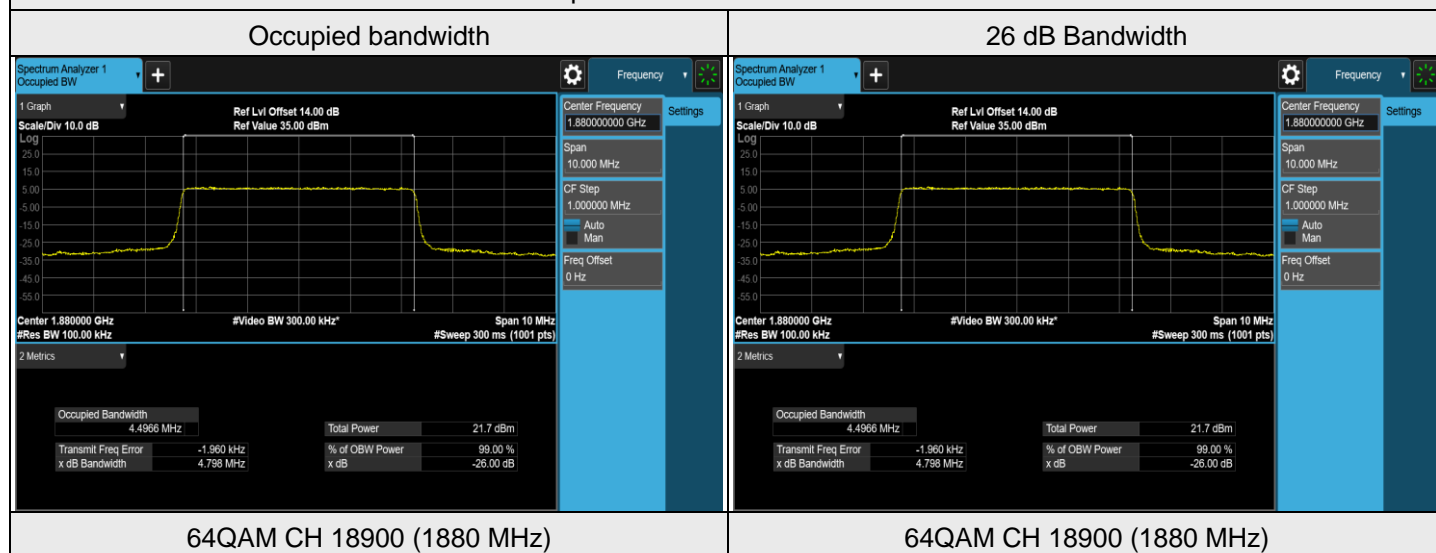 Occupied bandwidth
26 dB Bandwidth
Spectrum Analyzer 1
Occupied BW
Frequency
1 Graph
Scale/Div 10.0 dB
Ref Lvl Offset 14.00 dB
Ref Value 35.00 dBm
Log
25.0
15.0
5.00
-5.00
-15.0
-25.0
-35.0
-45.0
-55.0
Center 1.880000 GHz
#Res BW 100.00 kHz
#Video BW 300.00 kHz*
Span 10 MHz
#Sweep 300 ms (1001 pts)
Center Frequency
1.880000000 GHz
Settings
Span
10.000 MHz
CF Step
1.000000 MHz
Auto
Man
Freq Offset
0 Hz
2 Metrics
Occupied Bandwidth
4.4966 MHz
Total Power 21.7 dBm
Transmit Freq Error -1.960 kHz
% of OBW Power 99.00 %
x dB Bandwidth 4.798 MHz
x dB -26.00 dB
Spectrum Analyzer 1
Occupied BW
Frequency
1 Graph
Scale/Div 10.0 dB
Ref Lvl Offset 14.00 dB
Ref Value 35.00 dBm
Log
25.0
15.0
5.00
-5.00
-15.0
-25.0
-35.0
-45.0
-55.0
Center 1.880000 GHz
#Res BW 100.00 kHz
#Video BW 300.00 kHz*
Span 10 MHz
#Sweep 300 ms (1001 pts)
Center Frequency
1.880000000 GHz
Settings
Span
10.000 MHz
CF Step
1.000000 MHz
Auto
Man
Freq Offset
0 Hz
2 Metrics
Occupied Bandwidth
4.4966 MHz
Total Power 21.7 dBm
Transmit Freq Error -1.960 kHz
% of OBW Power 99.00 %
x dB Bandwidth 4.798 MHz
x dB -26.00 dB
64QAM CH 18900 (1880 MHz)
64QAM CH 18900 (1880 MHz)